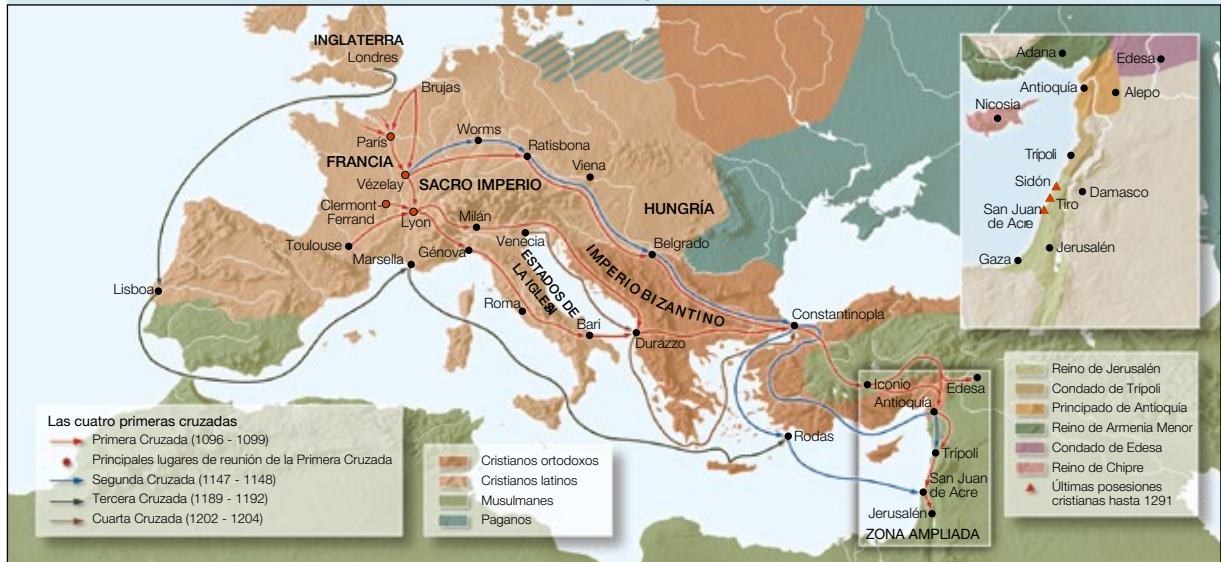 INGLATERRA
Londres
Brujas
París
FRANCIA
Vézelay
Worms
Ratisbona
Viena
SACRO IMPERIO
HUNGRÍA
Clermont-
Ferrand
Lyon
Milán
Venecia
Toulouse
Génova
Marsella
Belgrado
Lisboa
ESTADOS DE
LA IGLESIA
IMPERIO BIZANTINO
Roma
Bari
Durazzo
Constantinopla
Iconio
Edesa
Antioquía
Rodas
Trípoli
San Juan
de Acre
Jerusalén
ZONA AMPLIADA
Adana
Edesa
Antioquía
Alepo
Nicosia
Trípoli
Sidón
Damasco
Tiro
San Juan
de Acre
Jerusalén
Gaza
Las cuatro primeras cruzadas
Primera Cruzada (1096 - 1099)
Principales lugares de reunión de la Primera Cruzada
Segunda Cruzada (1147 - 1148)
Tercera Cruzada (1189 - 1192)
Cuarta Cruzada (1202 - 1204)
Cristianos ortodoxos
Cristianos latinos
Musulmanes
Paganos
Reino de Jerusalén
Condado de Trípoli
Principado de Antioquía
Reino de Armenia Menor
Condado de Edesa
Reino de Chipre
Últimas posesiones
cristianas hasta 1291